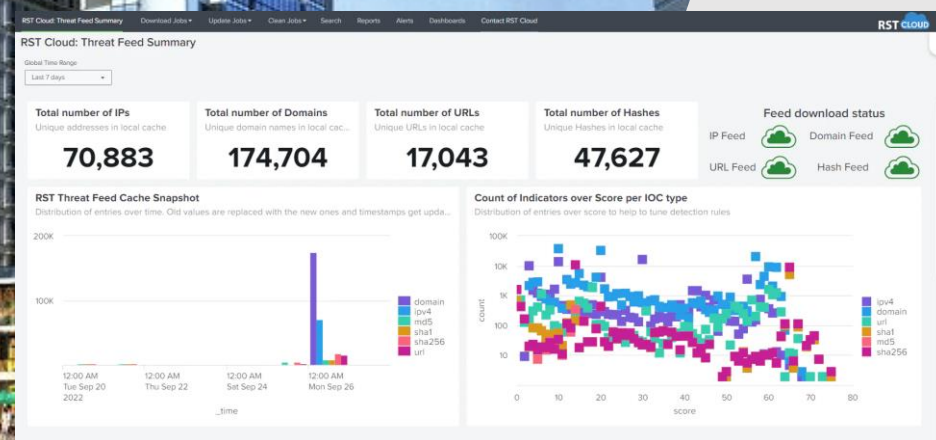 RST Cloud: Threat Feed Summary Download Jobs Update Jobs Clean Jobs Search Reports Alerts Dashboards Contact RST Cloud
RST CLOUD
RST Cloud: Threat Feed Summary
Global Time Range
Last 7 days
Total number of IPs
Unique addresses in local cache
70,883
Total number of Domains
Unique domain names in local cac...
174,704
Total number of URLs
Unique URLs in local cache
17,043
Total number of Hashes
Unique Hashes in local cache
47,627
Feed download status
IP Feed Domain Feed
URL Feed Hash Feed
RST Threat Feed Cache Snapshot
Distribution of entries over time. Old values are replaced with the new ones and timestamps get upda...
200K
100K
domain
ipv4
md5
sha1
sha256
url
12:00 AM 12:00 AM 12:00 AM 12:00 AM
Tue Sep 20 Thu Sep 22 Sat Sep 24 Mon Sep 26
2022
_time
Count of Indicators over Score per IOC type
Distribution of entries over score to help to tune detection rules
100K
10K
1K
100
10
count
ipv4
domain
url
sha1
md5
sha256
0 10 20 30 40 50 60 70 80
score